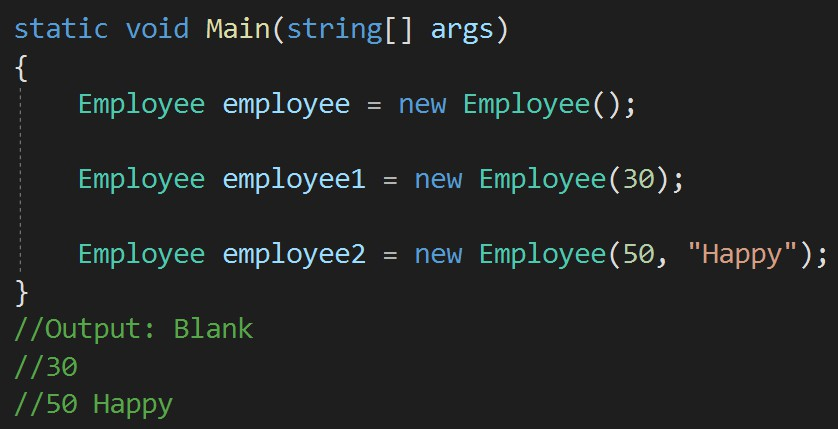 static void Main(string[] args)
{
Employee employee = new Employee();
Employee employee1 = new Employee(30);
Employee employee2 = new Employee(50, "Happy");
}
//Output: Blank
//30
//50 Happy